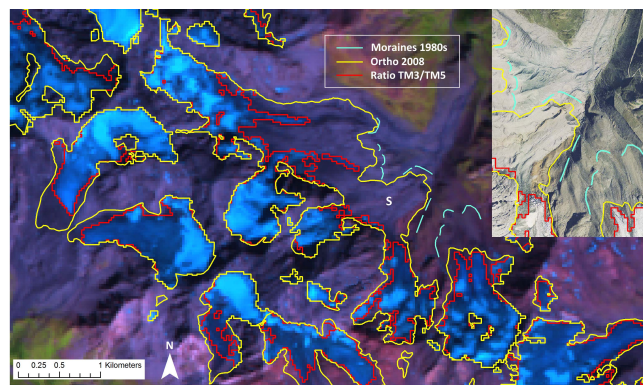 Moraines 1980s
Ortho 2008
Ratio TM3/TM5
S
N
0 0.25 0.5 1 Kilometers